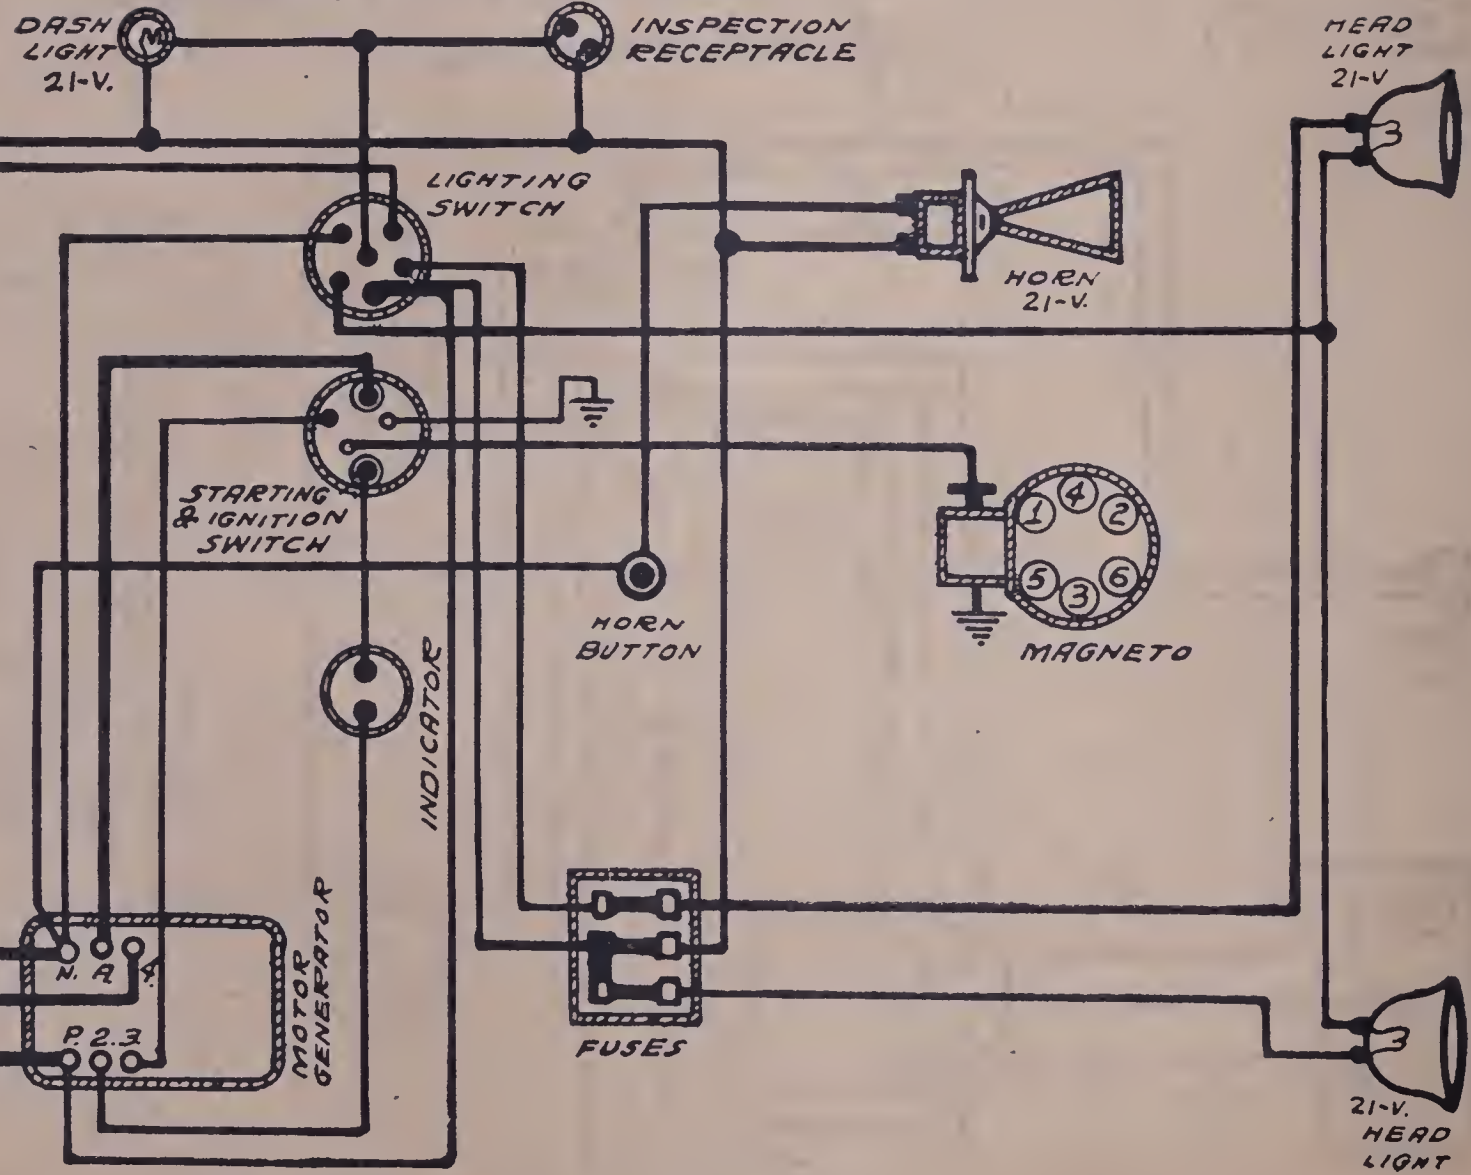 DASH
LIGHT
21-V.
M
INSPECTION
RECEPTACLE
HEAD
LIGHT
21-V
LIGHTING
SWITCH
HORN
21-V.
STARTING
& IGNITION
SWITCH
1 4 2
5 3 6
MAGNETO
HORN
BUTTON
INDICATOR
MOTOR
GENERATOR
N. A. 4.
P. 2. 3.
FUSES
21-V.
HEAD
LIGHT